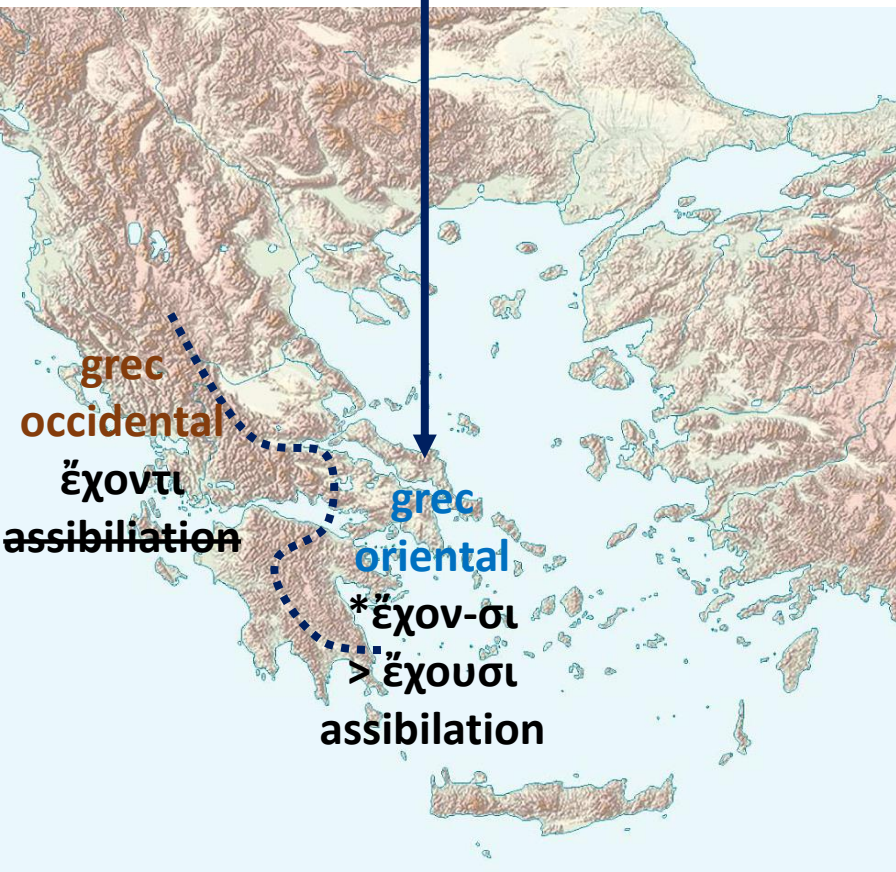 grec
occidental
ἔχοντι
assibiliation
grec
oriental
*ἔχον-σι
> ἔχουσι
assibilation